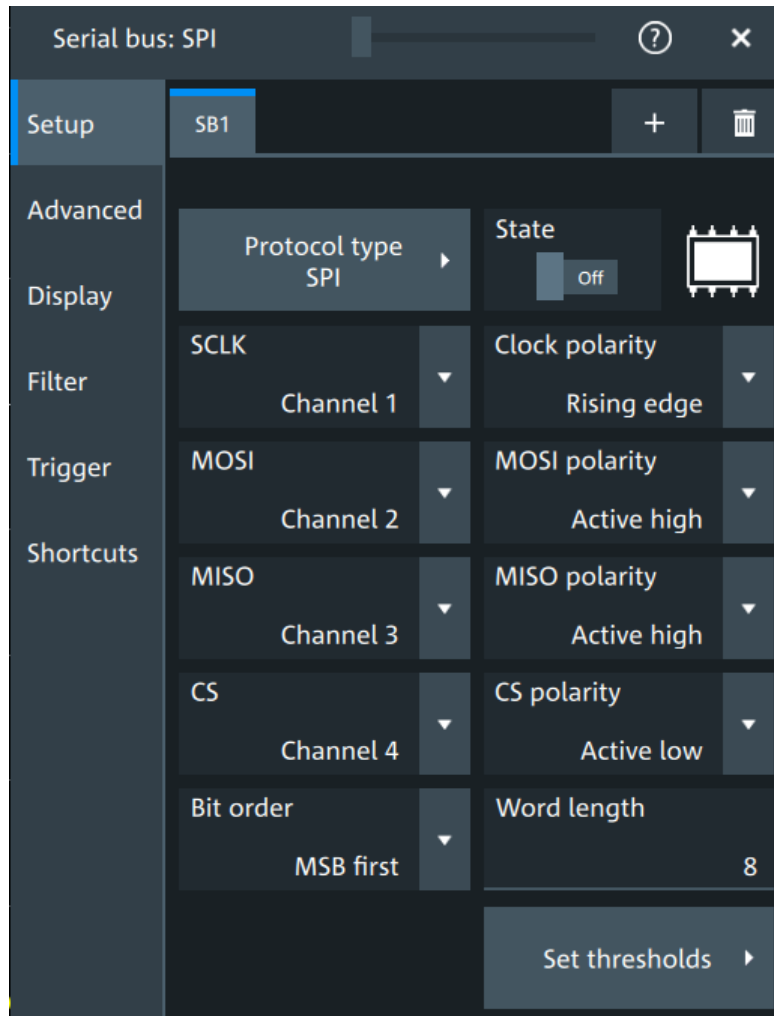 Serial bus: SPI
?
×
Setup
SB1
+
Advanced
Protocol type
SPI
State
Off
Display
SCLK
Channel 1
Clock polarity
Rising edge
Filter
MOSI
Channel 2
MOSI polarity
Active high
Trigger
Shortcuts
MISO
Channel 3
MISO polarity
Active high
CS
Channel 4
CS polarity
Active low
Bit order
MSB first
Word length
8
Set thresholds